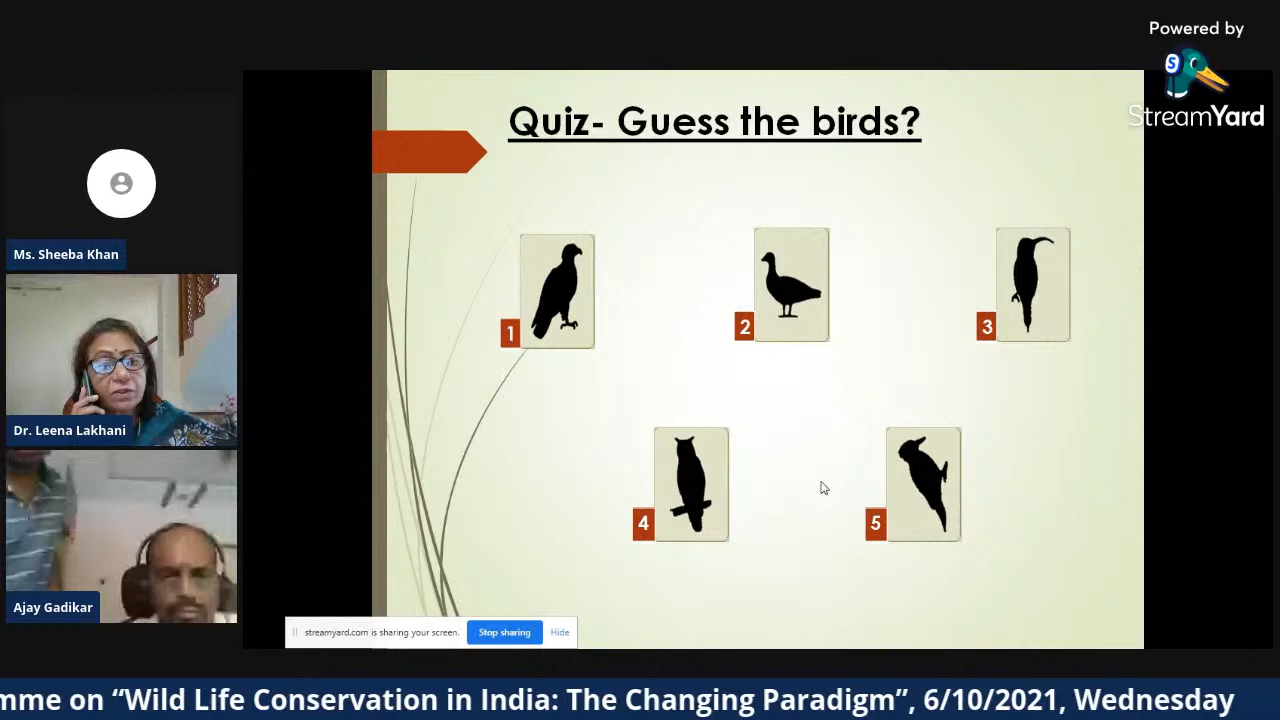 Powered by
StreamYard
Quiz- Guess the birds?
Ms. Sheeba Khan
Dr. Leena Lakhani
Ajay Gadikar
1
2
3
4
5
streamyard.com is sharing your screen. Stop sharing Hide
mme on “Wild Life Conservation in India: The Changing Paradigm”, 6/10/2021, Wednesday